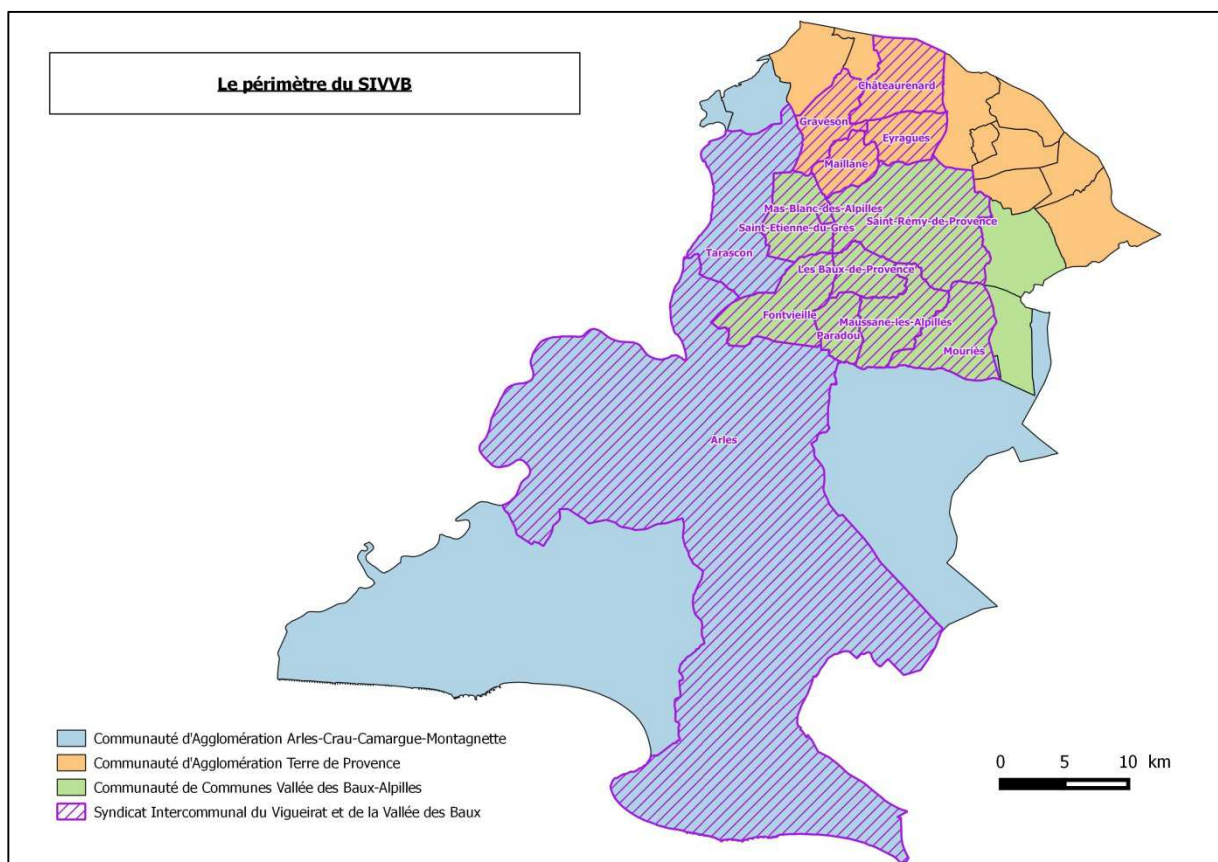 Le périmètre du SIVVB
Châteaurenard
Graveson
Eyragues
Maillane
Mas-Blanc-des-Alpilles
Saint-Rémy-de-Provence
Saint-Etienne-du-Grès
Tarascon
Les Baux-de-Provence
Fontvieille
Maussane-les-Alpilles
Paradou
Mouriès
Arles
Communauté d'Agglomération Arles-Crau-Camargue-Montagnette
Communauté d'Agglomération Terre de Provence
Communauté de Communes Vallée des Baux-Alpilles
Syndicat Intercommunal du Vigueirat et de la Vallée des Baux
0 5 10 km